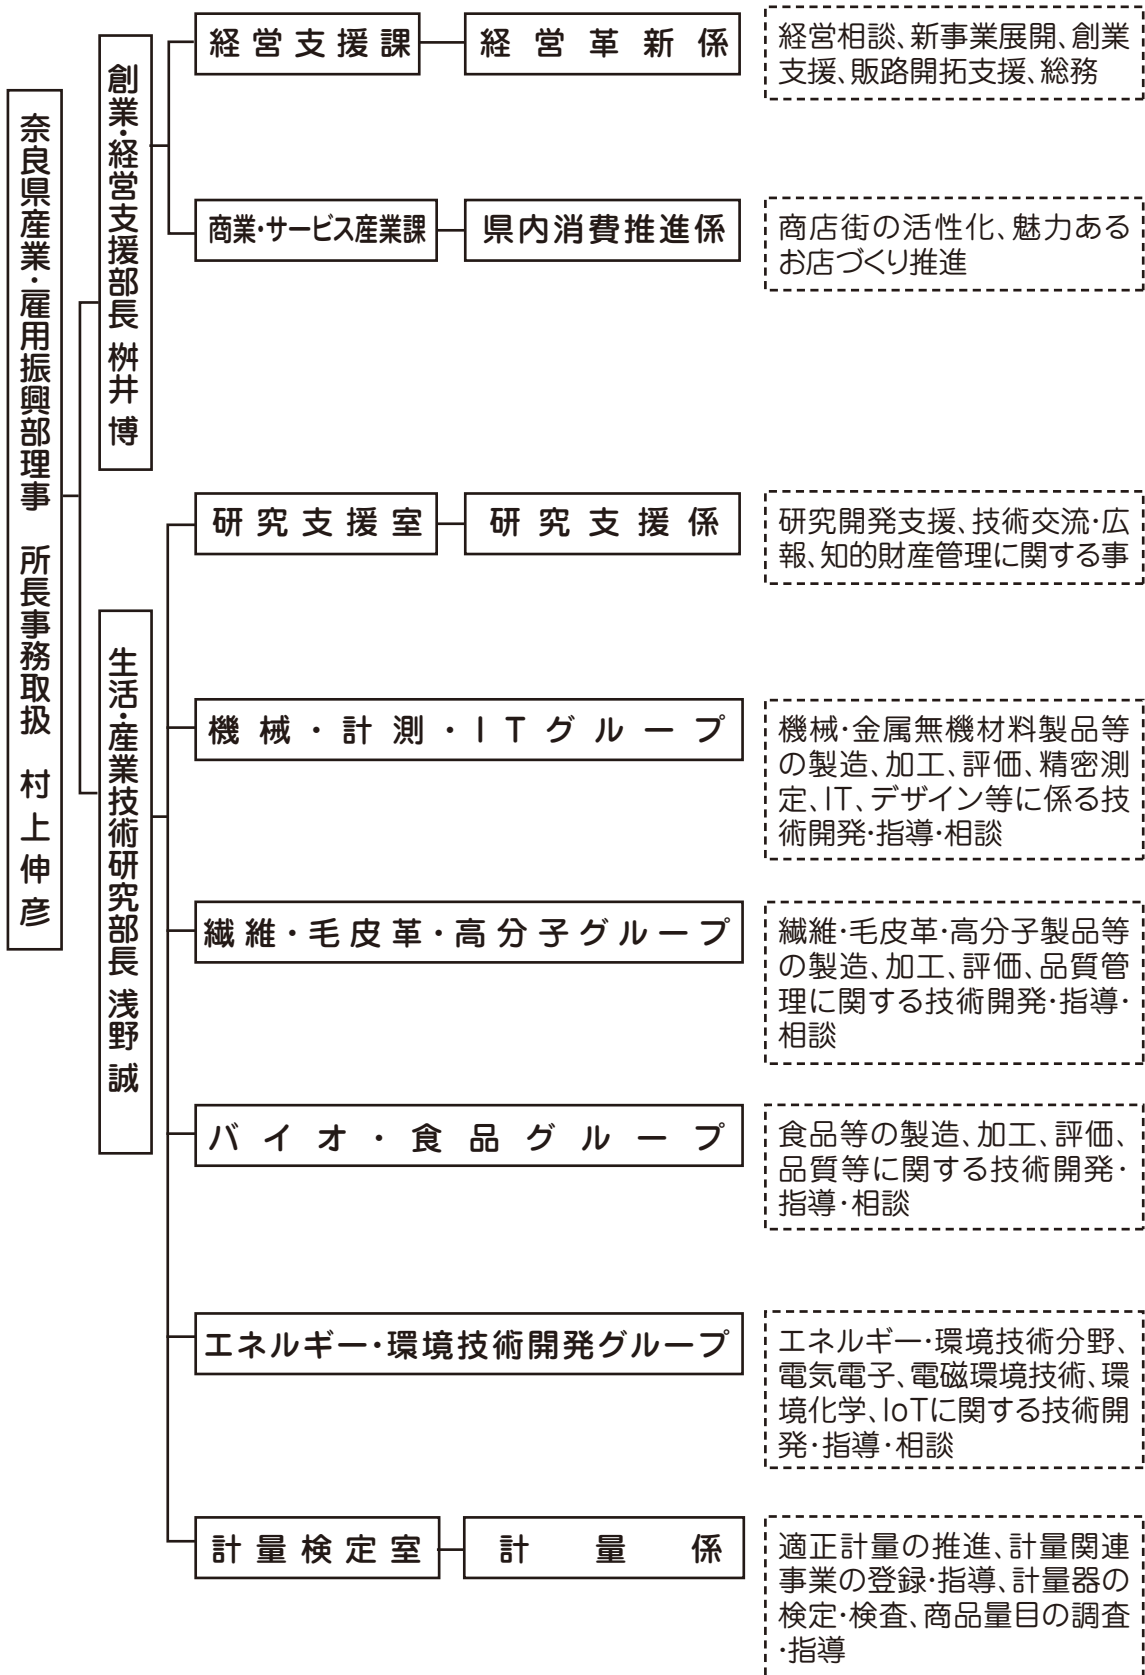 奈良県産業・雇用振興部理事　所長事務取扱　村上伸彦
創業・経営支援部長 桝井 博
経営支援課
経営革新係
経営相談、新事業展開、創業
支援、販路開拓支援、総務
商業・サービス産業課
県内消費推進係
商店街の活性化、魅力ある
お店づくり推進
生活・産業技術研究部長 浅野 誠
研究支援室
研究支援係
研究開発支援、技術交流・広
報、知的財産管理に関する事
機械・計測・ITグループ
機械・金属無機材料製品等
の製造、加工、評価、精密測
定、IT、デザイン等に係る技
術開発・指導・相談
繊維・毛皮革・高分子グループ
繊維・毛皮革・高分子製品等
の製造、加工、評価、品質管
理に関する技術開発・指導・
相談
バイオ・食品グループ
食品等の製造、加工、評価、
品質等に関する技術開発・
指導・相談
エネルギー・環境技術開発グループ
エネルギー・環境技術分野、
電気電子、電磁環境技術、環
境化学、IoTに関する技術開
発・指導・相談
計量検定室
計量係
適正計量の推進、計量関連
事業の登録・指導、計量器の
検定・検査、商品量目の調査
・指導